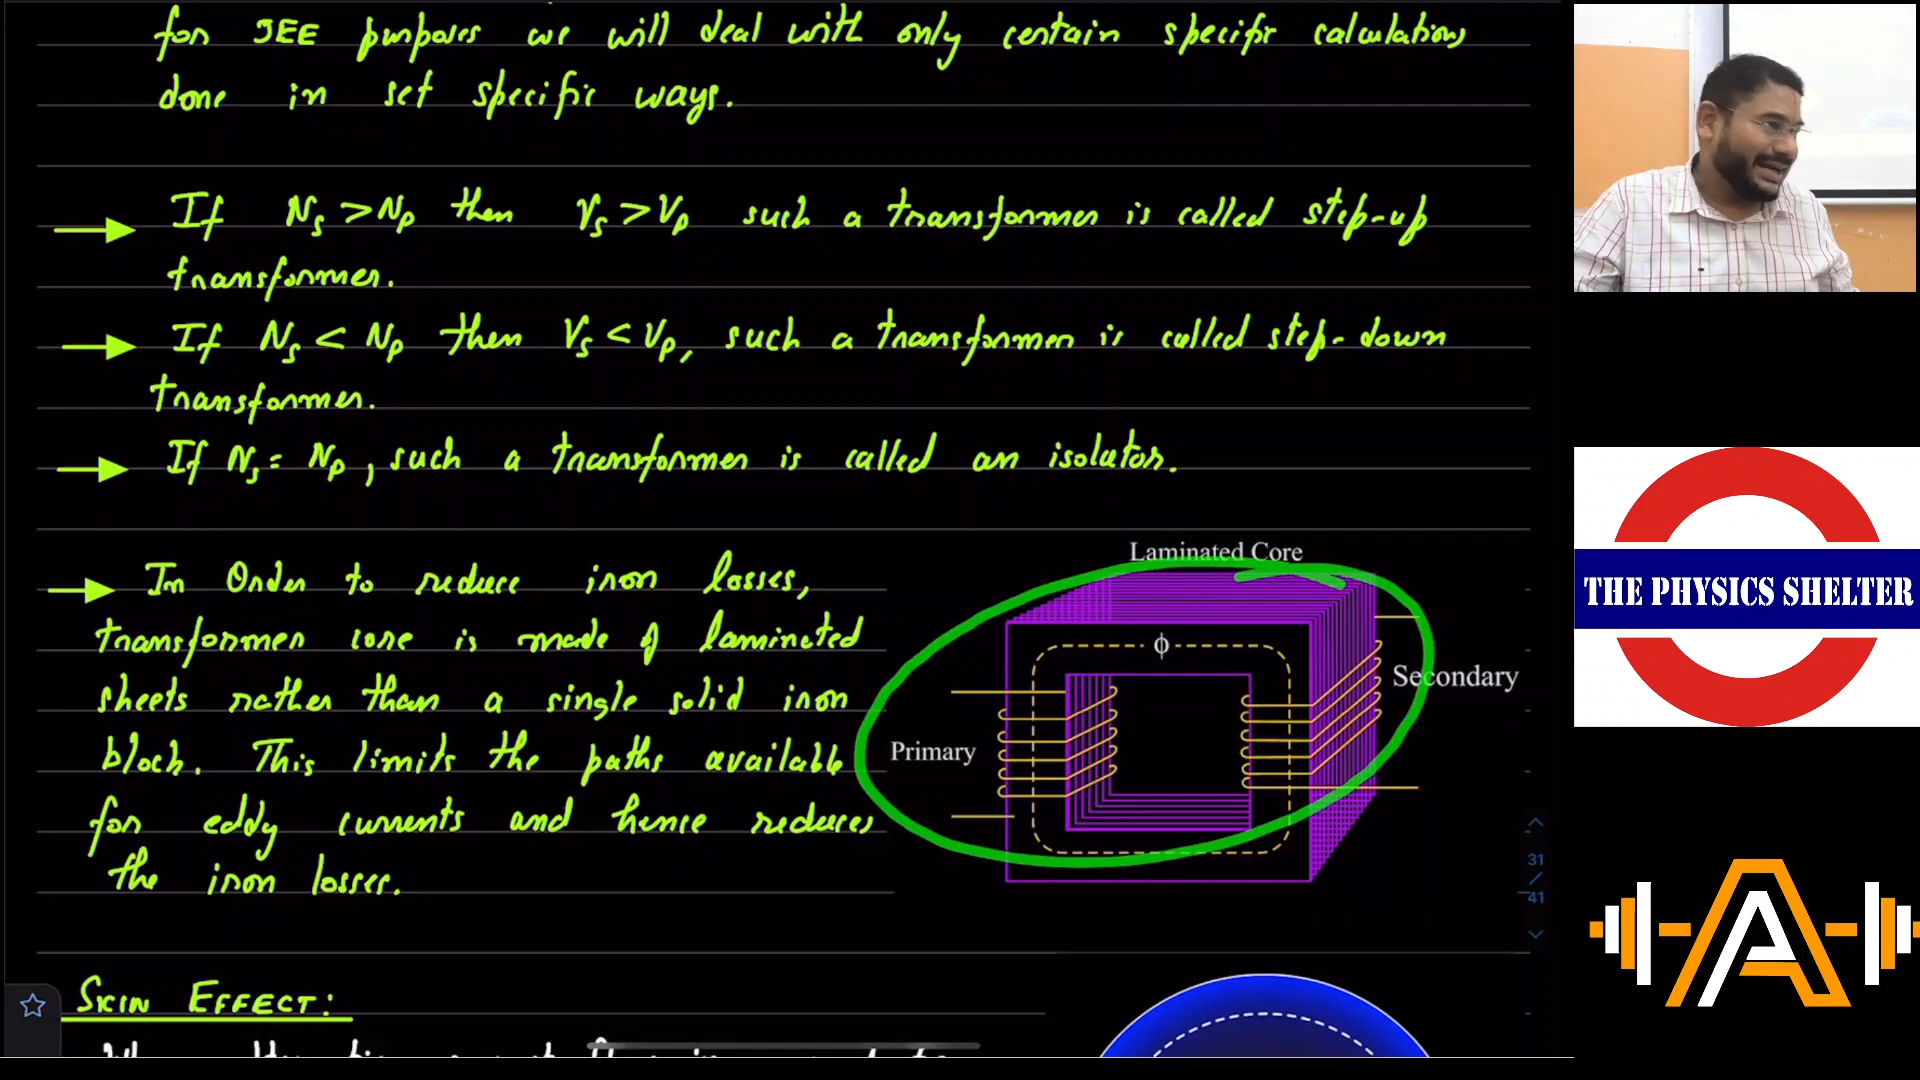 for JEE purposes we will deal with only certain specific calculations
done in set specific ways.
If Ns > Np then Vs > Vp such a transformer is called step-up
transformer.
If Ns < Np then Vs < Vp, such a transformer is called step-down
transformer.
If Ns = Np, such a transformer is called an isolator.
In Order to reduce iron losses,
transformer core is made of laminated
sheets rather than a single solid iron
block. This limits the paths available
for eddy currents and hence reduces
the iron losses.
Laminated Core
ϕ
Primary
Secondary
31
/
41
SKIN EFFECT:
THE PHYSICS SHELTER